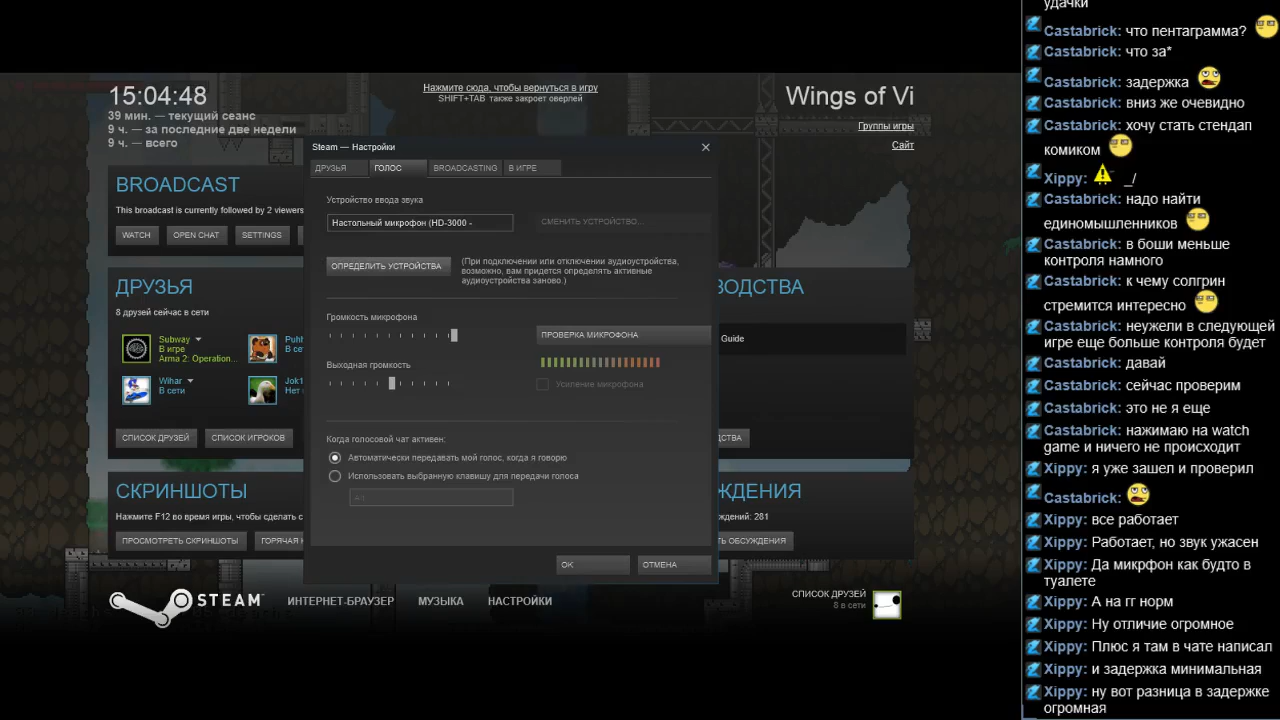 15:04:48
39 мин. — текущий сеанс
9 ч. — за последние две недели
9 ч. — всего
Нажмите сюда, чтобы вернуться в игру
SHIFT+TAB также закроет оверлей
Wings of Vi
Группы игры
Сайт
BROADCAST
This broadcast is currently followed by 2 viewers
WATCH
OPEN CHAT
SETTINGS
ДРУЗЬЯ
8 друзей сейчас в сети
Subway
В игре
Arma 2: Operation...
Puhh
В се
Wihar
В сети
Jok1
Нет
СПИСОК ДРУЗЕЙ
СПИСОК ИГРОКОВ
СКРИНШОТЫ
Нажмите F12 во время игры, чтобы сделать с
ПРОСМОТРЕТЬ СКРИНШОТЫ
ГОРЯЧАЯ
Steam — Настройки
ДРУЗЬЯ
ГОЛОС
BROADCASTING
В ИГРЕ
Устройство ввода звука
Настольный микрофон (HD-3000 -
СМЕНИТЬ УСТРОЙСТВО...
ОПРЕДЕЛИТЬ УСТРОЙСТВА
(При подключении или отключении аудиоустройства,
возможно, вам придется определять активные
аудиоустройства заново.)
Громкость микрофона
ПРОВЕРКА МИКРОФОНА
Выходная громкость
Усиление микрофона
Когда голосовой чат активен:
Автоматически передавать мой голос, когда я говорю
Использовать выбранную клавишу для передачи голоса
OK
ОТМЕНА
ВОДСТВА
Guide
ДСТВА
ЖДЕНИЯ
ждений: 281
ТЬ ОБСУЖДЕНИЯ
STEAM
ИНТЕРНЕТ-БРАУЗЕР
МУЗЫКА
НАСТРОЙКИ
СПИСОК ДРУЗЕЙ
8 в сети
удачки
Castabrick: что пентаграмма?
Castabrick: что за*
Castabrick: задержка
Castabrick: вниз же очевидно
Castabrick: хочу стать стендап
комиком
Xippy: _/
Castabrick: надо найти
единомышленников
Castabrick: в боши меньше
контроля намного
Castabrick: к чему солгрин
стремится интересно
Castabrick: неужели в следующей
игре еще больше контроля будет
Castabrick: давай
Castabrick: сейчас проверим
Castabrick: это не я еще
Castabrick: нажимаю на watch
game и ничего не происходит
Xippy: я уже зашел и проверил
Castabrick:
Xippy: все работает
Xippy: Работает, но звук ужасен
Xippy: Да микрфон как будто в
туалете
Xippy: А на гг норм
Xippy: Ну отличие огромное
Xippy: Плюс я там в чате написал
Xippy: и задержка минимальная
Xippy: ну вот разница в задержке
огромная